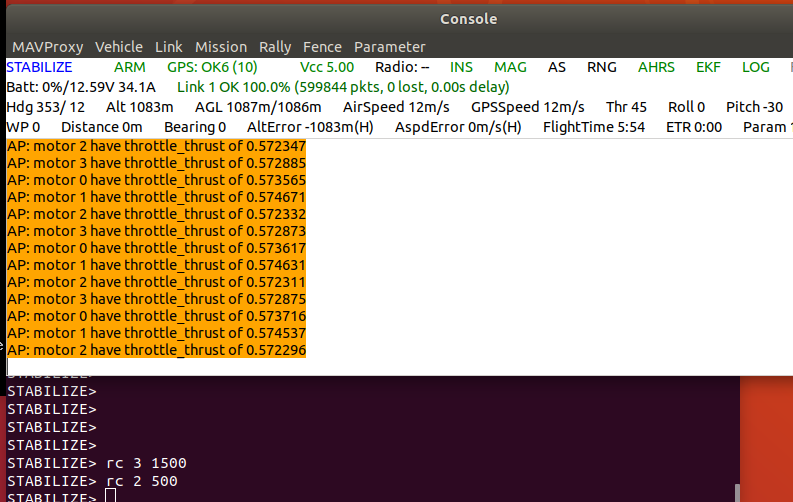 Console
MAVProxy Vehicle Link Mission Rally Fence Parameter
STABILIZE ARM GPS: OK6 (10) Vcc 5.00 Radio: -- INS MAG AS RNG AHRS EKF LOG
Batt: 0%/12.59V 34.1A Link 1 OK 100.0% (599844 pkts, 0 lost, 0.00s delay)
Hdg 353/ 12 Alt 1083m AGL 1087m/1086m AirSpeed 12m/s GPSSpeed 12m/s Thr 45 Roll 0 Pitch -30
WP 0 Distance 0m Bearing 0 AltError -1083m(H) AspdError 0m/s(H) FlightTime 5:54 ETR 0:00 Param
AP: motor 2 have throttle_thrust of 0.572347
AP: motor 3 have throttle_thrust of 0.572885
AP: motor 0 have throttle_thrust of 0.573565
AP: motor 1 have throttle_thrust of 0.574671
AP: motor 2 have throttle_thrust of 0.572332
AP: motor 3 have throttle_thrust of 0.572873
AP: motor 0 have throttle_thrust of 0.573617
AP: motor 1 have throttle_thrust of 0.574631
AP: motor 2 have throttle_thrust of 0.572311
AP: motor 3 have throttle_thrust of 0.572875
AP: motor 0 have throttle_thrust of 0.573716
AP: motor 1 have throttle_thrust of 0.574537
AP: motor 2 have throttle_thrust of 0.572296
STABILIZE>
STABILIZE>
STABILIZE>
STABILIZE>
STABILIZE>
STABILIZE> rc 3 1500
STABILIZE> rc 2 500
STABILIZE>